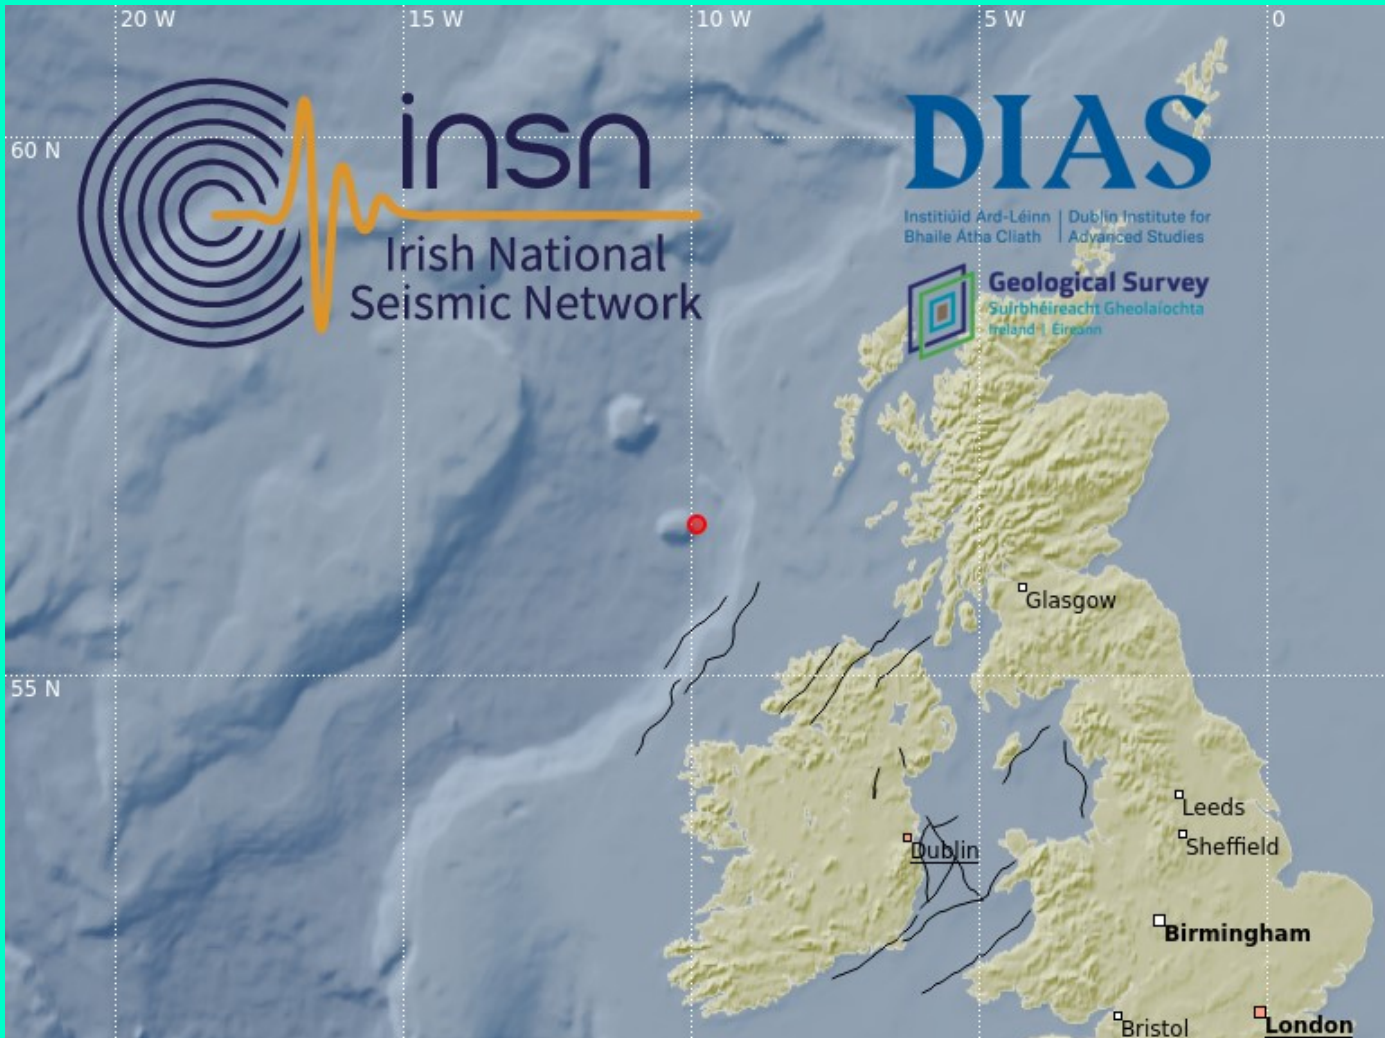 20 W
15 W
10 W
5 W
0
60 N
insn
Irish National
Seismic Network
DIAS
Institiúid Ard-Léinn | Dublin Institute for
Bhaile Átha Cliath | Advanced Studies
Geological Survey
Suirbhéireacht Gheolaíochta
Ireland | Éireann
Glasgow
55 N
Leeds
Sheffield
Dublin
Birmingham
London
Bristol